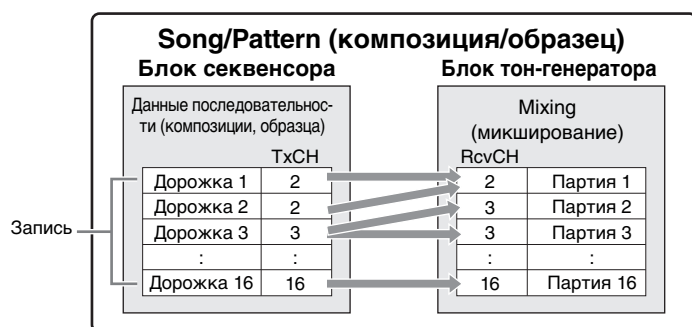 Song/Pattern (композиция/образец)
Блок секвенсора
Блок тон-генератора
Данные последовательнос-
ти (композиции, образца)
TxCH
Дорожка 1 2
Дорожка 2 2
Дорожка 3 3
: :
Дорожка 16 16
Запись
Mixing
(микширование)
RcvCH
2 Партия 1
3 Партия 2
3 Партия 3
: :
16 Партия 16